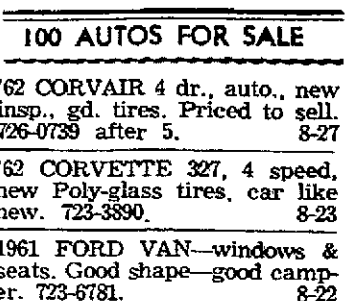 100 AUTOS FOR SALE
'62 CORVAIR 4 dr., auto., new
insp., gd. tires. Priced to sell.
726-0739 after 5. 8-27
'62 CORVETTE 327, 4 speed,
new Poly-glass tires, car like
new. 723-3890. 8-23
1961 FORD VAN—windows &
seats. Good shape—good camp-
er. 723-6781. 8-22